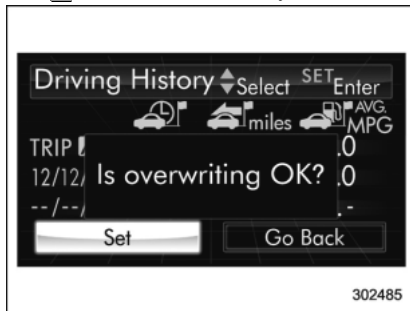 Driving History Select SET Enter
miles AVG. MPG
TRIP .0
12/12/ .0
--/--/ .-
Is overwriting OK?
Set Go Back
302485